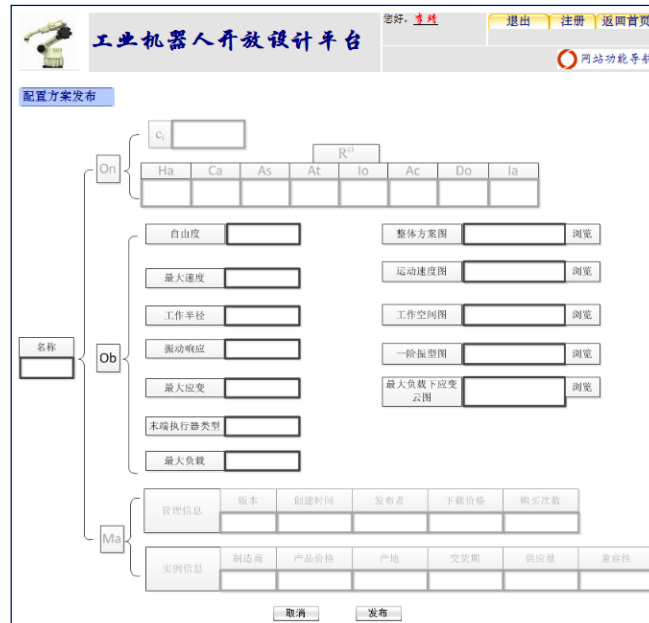 您好，李靖
退出 注册 返回首页
工业机器人开放设计平台
网站功能导航
配置方案发布
On
ci
Rci
Ha Ca As At Io Ac Do Ia
自由度
整体方案图 浏览
最大速度
运动速度图 浏览
工作半径
工作空间图 浏览
名称
Ob
振动响应
一阶振型图 浏览
最大应变
最大负载下应变
云图
浏览
末端执行器类型
最大负载
Ma
管理信息
版本 创建时间 发布者 下载价格 购买次数
实例信息
制造商 产品价格 产地 交货期 供应量 兼容性
取消 发布